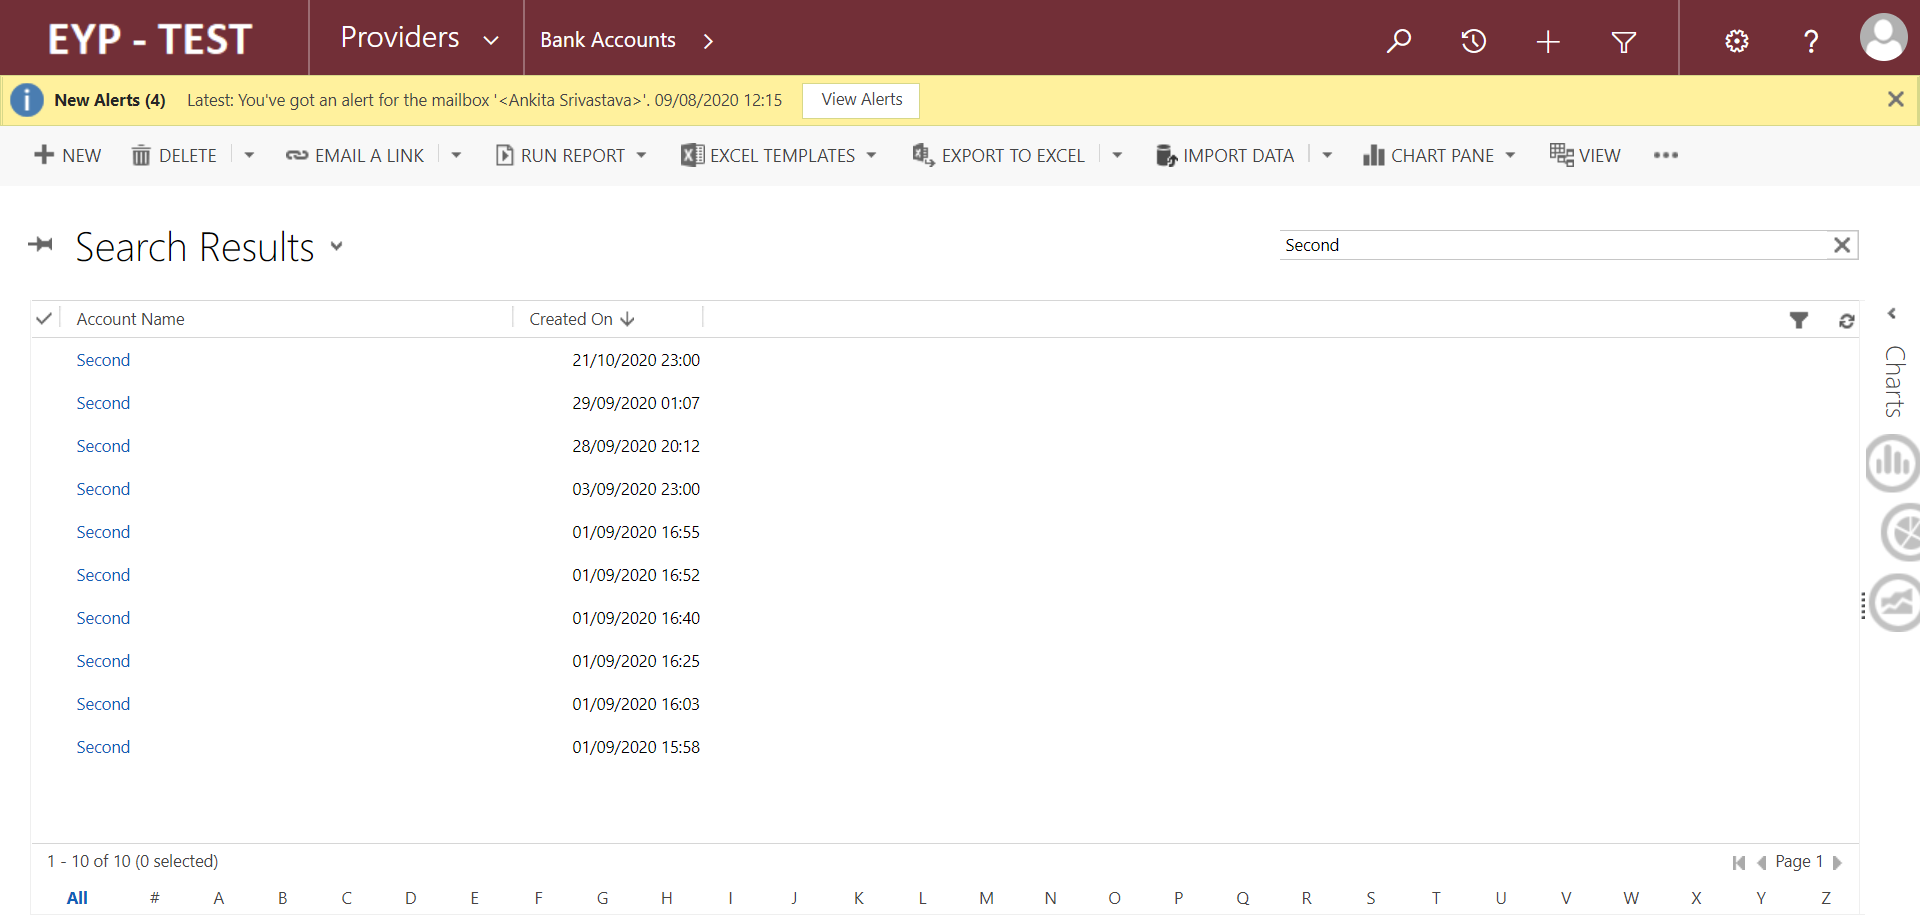 EYP - TEST Providers Bank Accounts
New Alerts (4) Latest: You've got an alert for the mailbox '<Ankita Srivastava>'. 09/08/2020 12:15 View Alerts
NEW DELETE EMAIL A LINK RUN REPORT EXCEL TEMPLATES EXPORT TO EXCEL IMPORT DATA CHART PANE VIEW
Search Results Second
Account Name Created On
Second 21/10/2020 23:00
Second 29/09/2020 01:07
Second 28/09/2020 20:12
Second 03/09/2020 23:00
Second 01/09/2020 16:55
Second 01/09/2020 16:52
Second 01/09/2020 16:40
Second 01/09/2020 16:25
Second 01/09/2020 16:03
Second 01/09/2020 15:58
Charts
1 - 10 of 10 (0 selected) Page 1
All # A B C D E F G H I J K L M N O P Q R S T U V W X Y Z